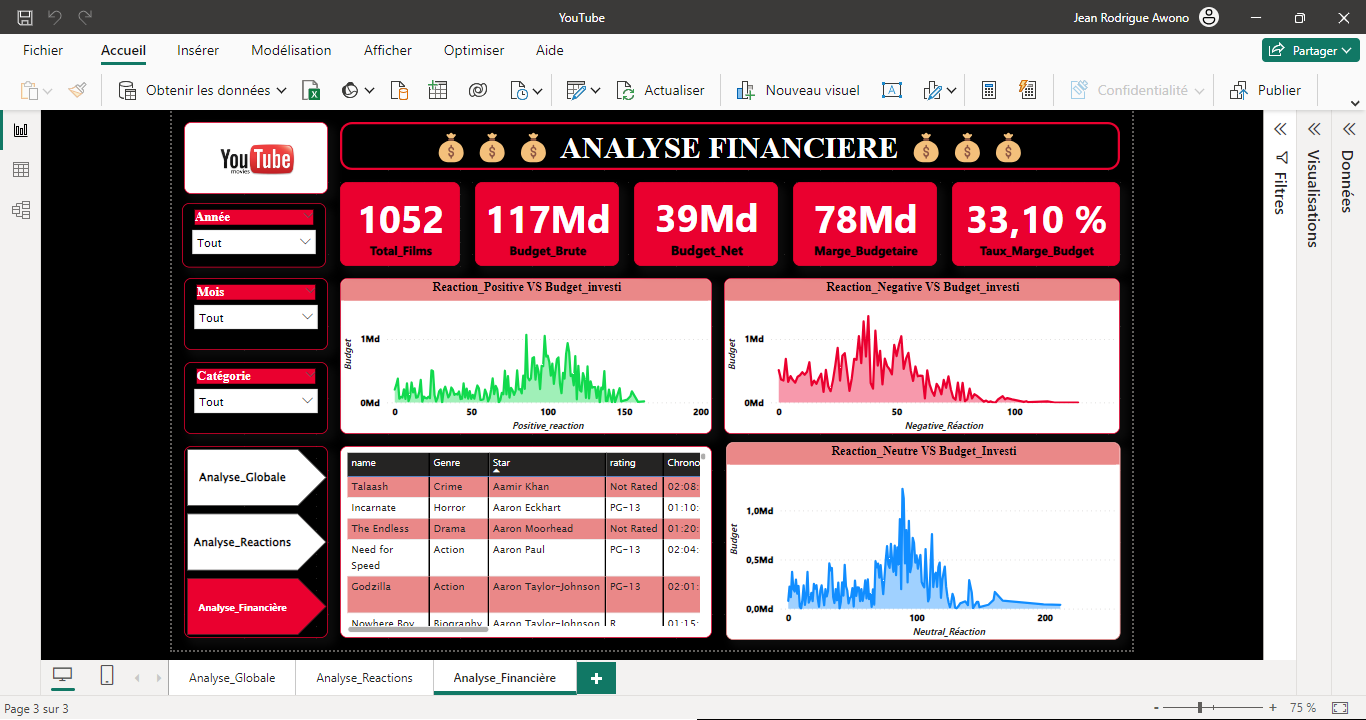 YouTube
Jean Rodrigue Awono
Fichier Accueil Insérer Modélisation Afficher Optimiser Aide
Partager
Obtenir les données
Actualiser
Nouveau visuel
A
Confidentialité
Publier
YouTube
movies
ANALYSE FINANCIERE
Année
Tout
Mois
Tout
Catégorie
Tout
Analyse_Globale
Analyse_Reactions
Analyse_Financière
1052
Total_Films
117Md
Budget_Brute
39Md
Budget_Net
78Md
Marge_Budgetaire
33,10 %
Taux_Marge_Budget
Reaction_Positive VS Budget_investi
Budget
1Md
0Md
0 50 100 150 200
Positive_reaction
Reaction_Negative VS Budget_investi
Budget
1Md
0Md
0 50 100
Negative_Réaction
name Genre Star rating Chrono
Talaash Crime Aamir Khan Not Rated 02:08:
Incarnate Horror Aaron Eckhart PG-13 01:10:
The Endless Drama Aaron Moorhead Not Rated 01:20:
Need for Action Aaron Paul PG-13 02:04:
Speed
Godzilla Action Aaron Taylor-Johnson PG-13 02:01:
Nowhere Boy Biography Aaron Taylor-Johnson R 01:15:
Reaction_Neutre VS Budget_Investi
Budget
1,0Md
0,5Md
0,0Md
0 100 200
Neutral_Réaction
Filtres
Visualisations
Données
Analyse_Globale Analyse_Reactions Analyse_Financière +
Page 3 sur 3
- + 75 %